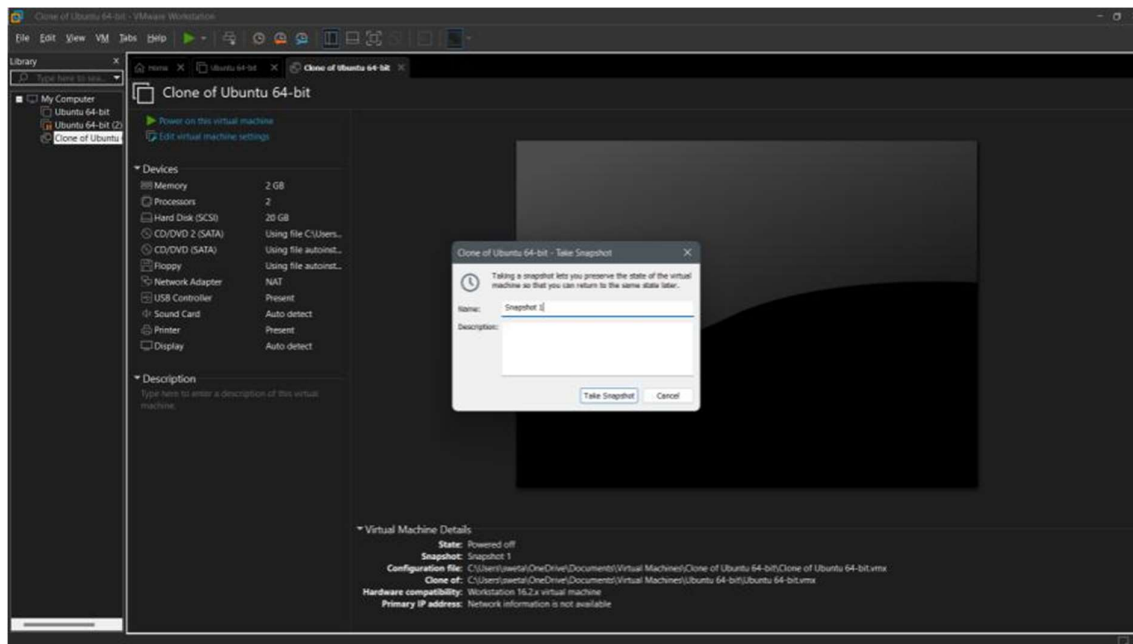 Clone of Ubuntu 64-bit - VMware Workstation
File Edit View VM Tabs Help
Library
Type here to sea...
My Computer
Ubuntu 64-bit
Ubuntu 64-bit (2)
Clone of Ubuntu
Home
Ubuntu 64-bit
Clone of Ubuntu 64-bit
Clone of Ubuntu 64-bit
Power on this virtual machine
Edit virtual machine settings
Devices
Memory 2 GB
Processors 2
Hard Disk (SCSI) 20 GB
CD/DVD 2 (SATA) Using file C:\Users...
CD/DVD (SATA) Using file autoinst...
Floppy Using file autoinst...
Network Adapter NAT
USB Controller Present
Sound Card Auto detect
Printer Present
Display Auto detect
Description
Type here to enter a description of this virtual
machine.
Clone of Ubuntu 64-bit - Take Snapshot
Taking a snapshot lets you preserve the state of the virtual
machine so that you can return to the same state later.
Name: Snapshot 1
Description:
Take Snapshot Cancel
Virtual Machine Details
State: Powered off
Snapshot: Snapshot 1
Configuration file: C:\Users\sweta\OneDrive\Documents\Virtual Machines\Clone of Ubuntu 64-bit\Clone of Ubuntu 64-bit.vmx
Clone of: C:\Users\sweta\OneDrive\Documents\Virtual Machines\Ubuntu 64-bit\Ubuntu 64-bit.vmx
Hardware compatibility: Workstation 16.2.x virtual machine
Primary IP address: Network information is not available